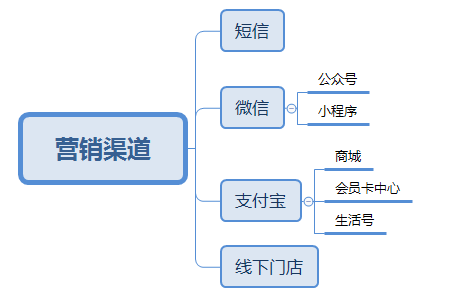 营销渠道
短信
微信
公众号
小程序
支付宝
商城
会员卡中心
生活号
线下门店